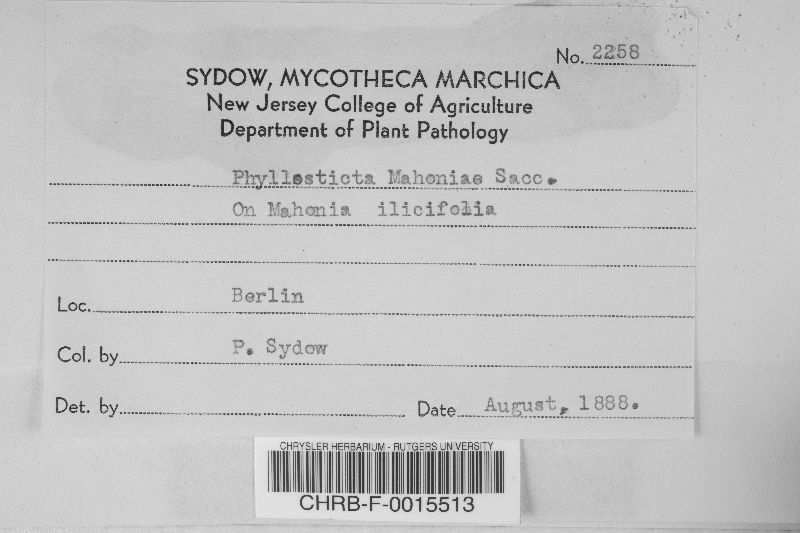 No. 2258
SYDOW, MYCOTHECA MARCHICA
New Jersey College of Agriculture
Department of Plant Pathology
Phyllosticta Mahoniae Sacc.
On Mahonia ilicifolia
Loc. Berlin
Col. by P. Sydow
Det. by
Date August, 1888.
CHRYSLER HERBARIUM - RUTGERS UNIVERSITY
CHRB-F-0015513